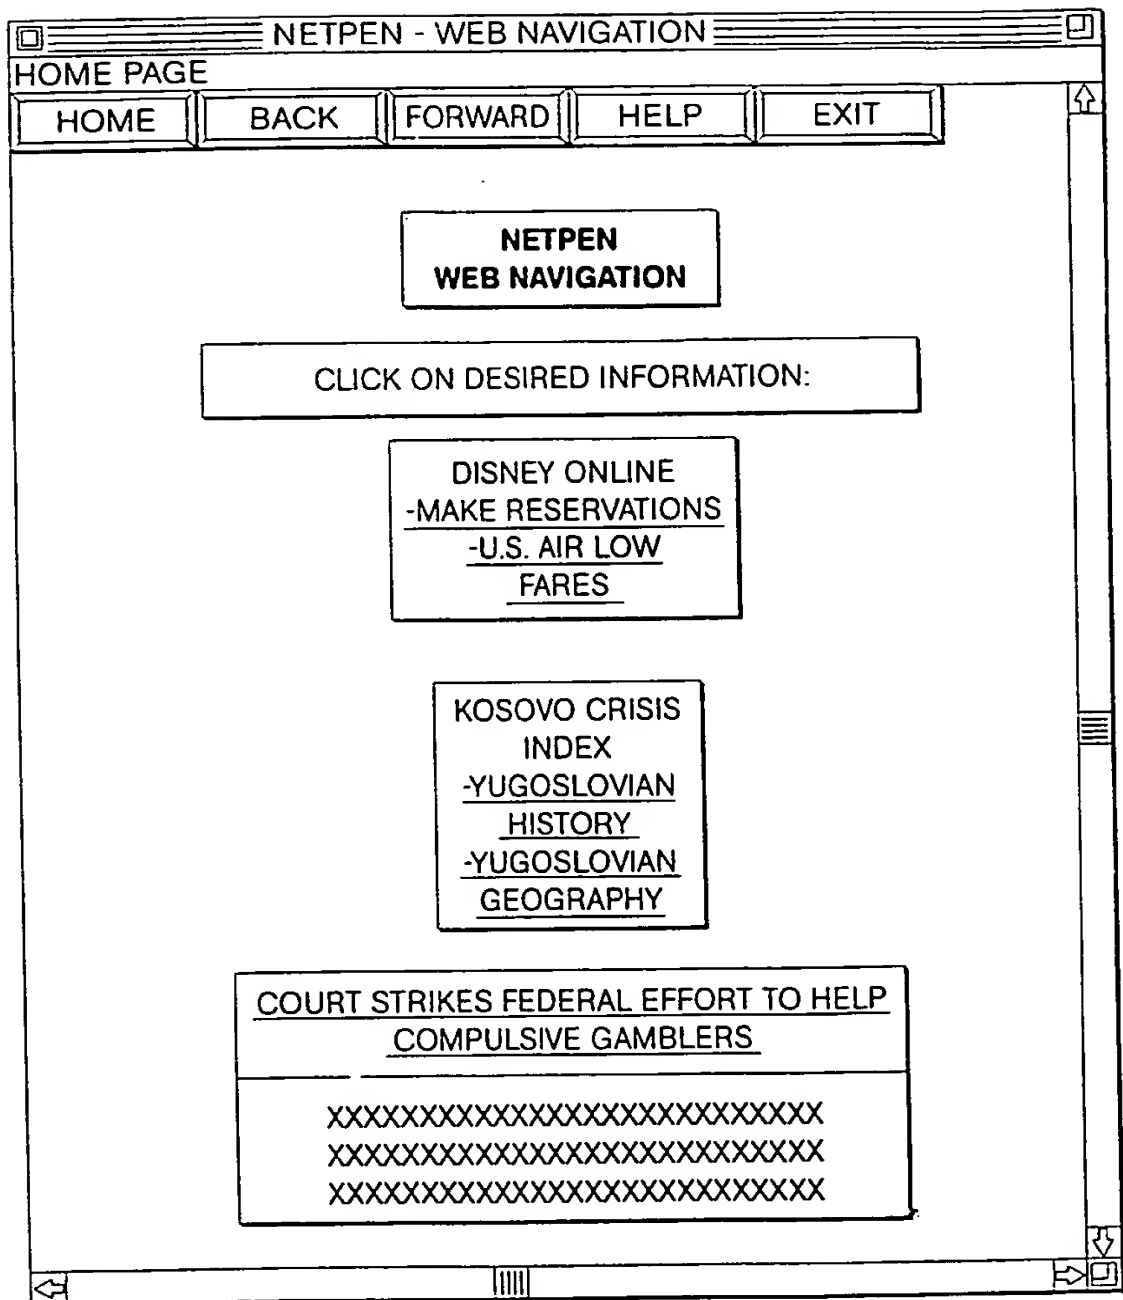 NETPEN - WEB NAVIGATION
HOME PAGE
HOME BACK FORWARD HELP EXIT
NETPEN
WEB NAVIGATION
CLICK ON DESIRED INFORMATION:
DISNEY ONLINE
-MAKE RESERVATIONS
-U.S. AIR LOW
FARES
KOSOVO CRISIS
INDEX
-YUGOSLOVIAN
HISTORY
-YUGOSLOVIAN
GEOGRAPHY
COURT STRIKES FEDERAL EFFORT TO HELP
COMPULSIVE GAMBLERS
XXXXXXXXXXXXXXXXXXXXXXXXXXX
XXXXXXXXXXXXXXXXXXXXXXXXXXX
XXXXXXXXXXXXXXXXXXXXXXXXXXX